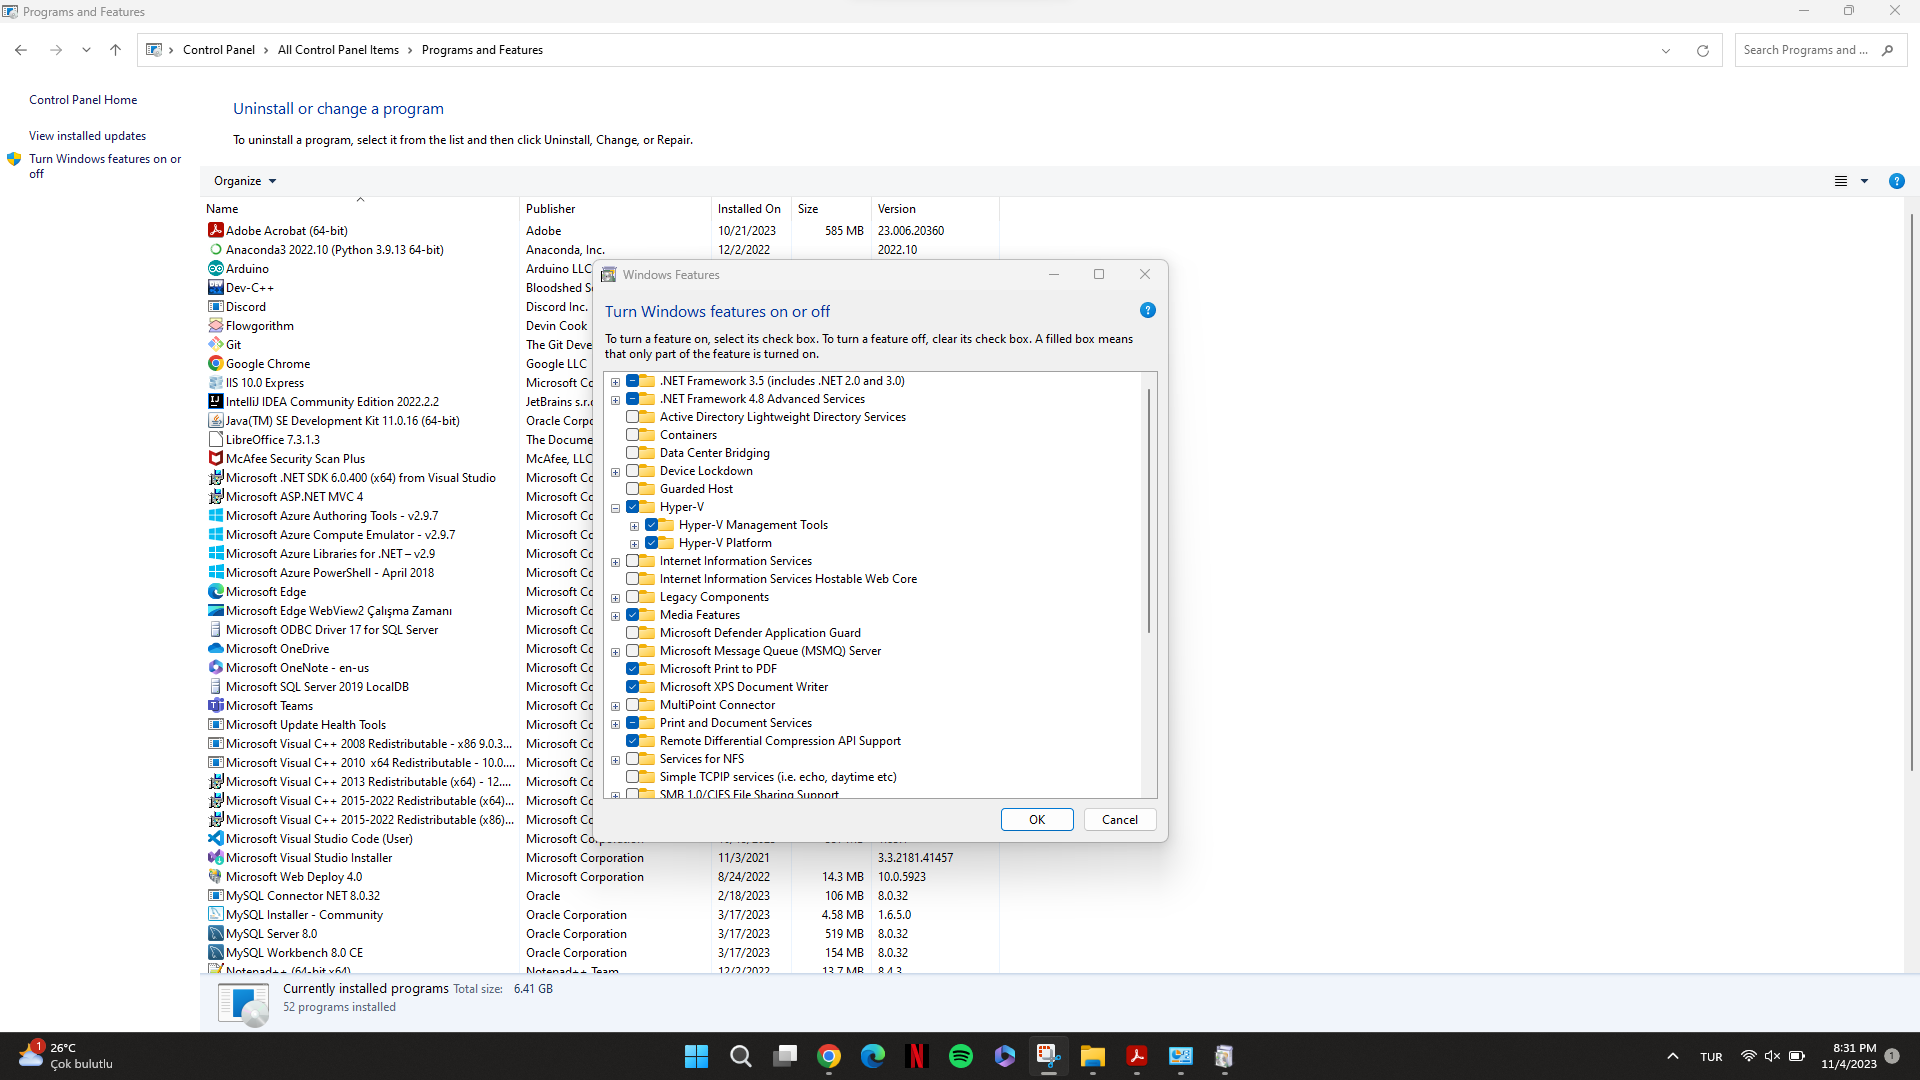 Programs and Features
Control Panel > All Control Panel Items > Programs and Features
Search Programs and ...
Control Panel Home
View installed updates
Turn Windows features on or
off
Uninstall or change a program
To uninstall a program, select it from the list and then click Uninstall, Change, or Repair.
Organize
Name Publisher Installed On Size Version
Adobe Acrobat (64-bit) Adobe 10/21/2023 585 MB 23.006.20360
Anaconda3 2022.10 (Python 3.9.13 64-bit) Anaconda, Inc. 12/2/2022 2022.10
Arduino Arduino LLC
Dev-C++ Bloodshed S
Discord Discord Inc.
Flowgorithm Devin Cook
Git The Git Deve
Google Chrome Google LLC
IIS 10.0 Express Microsoft Co
IntelliJ IDEA Community Edition 2022.2.2 JetBrains s.r.o
Java(TM) SE Development Kit 11.0.16 (64-bit) Oracle Corpo
LibreOffice 7.3.1.3 The Docume
McAfee Security Scan Plus McAfee, LLC
Microsoft .NET SDK 6.0.400 (x64) from Visual Studio Microsoft Co
Microsoft ASP.NET MVC 4 Microsoft Co
Microsoft Azure Authoring Tools - v2.9.7 Microsoft Co
Microsoft Azure Compute Emulator - v2.9.7 Microsoft Co
Microsoft Azure Libraries for .NET – v2.9 Microsoft Co
Microsoft Azure PowerShell - April 2018 Microsoft Co
Microsoft Edge Microsoft Co
Microsoft Edge WebView2 Çalışma Zamanı Microsoft Co
Microsoft ODBC Driver 17 for SQL Server Microsoft Co
Microsoft OneDrive Microsoft Co
Microsoft OneNote - en-us Microsoft Co
Microsoft SQL Server 2019 LocalDB Microsoft Co
Microsoft Teams Microsoft Co
Microsoft Update Health Tools Microsoft Co
Microsoft Visual C++ 2008 Redistributable - x86 9.0.3... Microsoft Co
Microsoft Visual C++ 2010 x64 Redistributable - 10.0.... Microsoft Co
Microsoft Visual C++ 2013 Redistributable (x64) - 12.... Microsoft Co
Microsoft Visual C++ 2015-2022 Redistributable (x64)... Microsoft Co
Microsoft Visual C++ 2015-2022 Redistributable (x86)... Microsoft Co
Microsoft Visual Studio Code (User) Microsoft Corporation
Microsoft Visual Studio Installer Microsoft Corporation 11/3/2021 3.3.2181.41457
Microsoft Web Deploy 4.0 Microsoft Corporation 8/24/2022 14.3 MB 10.0.5923
MySQL Connector NET 8.0.32 Oracle 2/18/2023 106 MB 8.0.32
MySQL Installer - Community Oracle Corporation 3/17/2023 4.58 MB 1.6.5.0
MySQL Server 8.0 Oracle Corporation 3/17/2023 519 MB 8.0.32
MySQL Workbench 8.0 CE Oracle Corporation 3/17/2023 154 MB 8.0.32
Notepad++ (64-bit x64) Notepad++ Team 12/2/2022 13.7 MB 8.4.3
Currently installed programs Total size: 6.41 GB
52 programs installed
Windows Features
Turn Windows features on or off
To turn a feature on, select its check box. To turn a feature off, clear its check box. A filled box means
that only part of the feature is turned on.
.NET Framework 3.5 (includes .NET 2.0 and 3.0)
.NET Framework 4.8 Advanced Services
Active Directory Lightweight Directory Services
Containers
Data Center Bridging
Device Lockdown
Guarded Host
Hyper-V
Hyper-V Management Tools
Hyper-V Platform
Internet Information Services
Internet Information Services Hostable Web Core
Legacy Components
Media Features
Microsoft Defender Application Guard
Microsoft Message Queue (MSMQ) Server
Microsoft Print to PDF
Microsoft XPS Document Writer
MultiPoint Connector
Print and Document Services
Remote Differential Compression API Support
Services for NFS
Simple TCPIP services (i.e. echo, daytime etc)
SMB 1.0/CIFS File Sharing Support
OK Cancel
1
26°C
Çok bulutlu
TUR
8:31 PM
11/4/2023
1